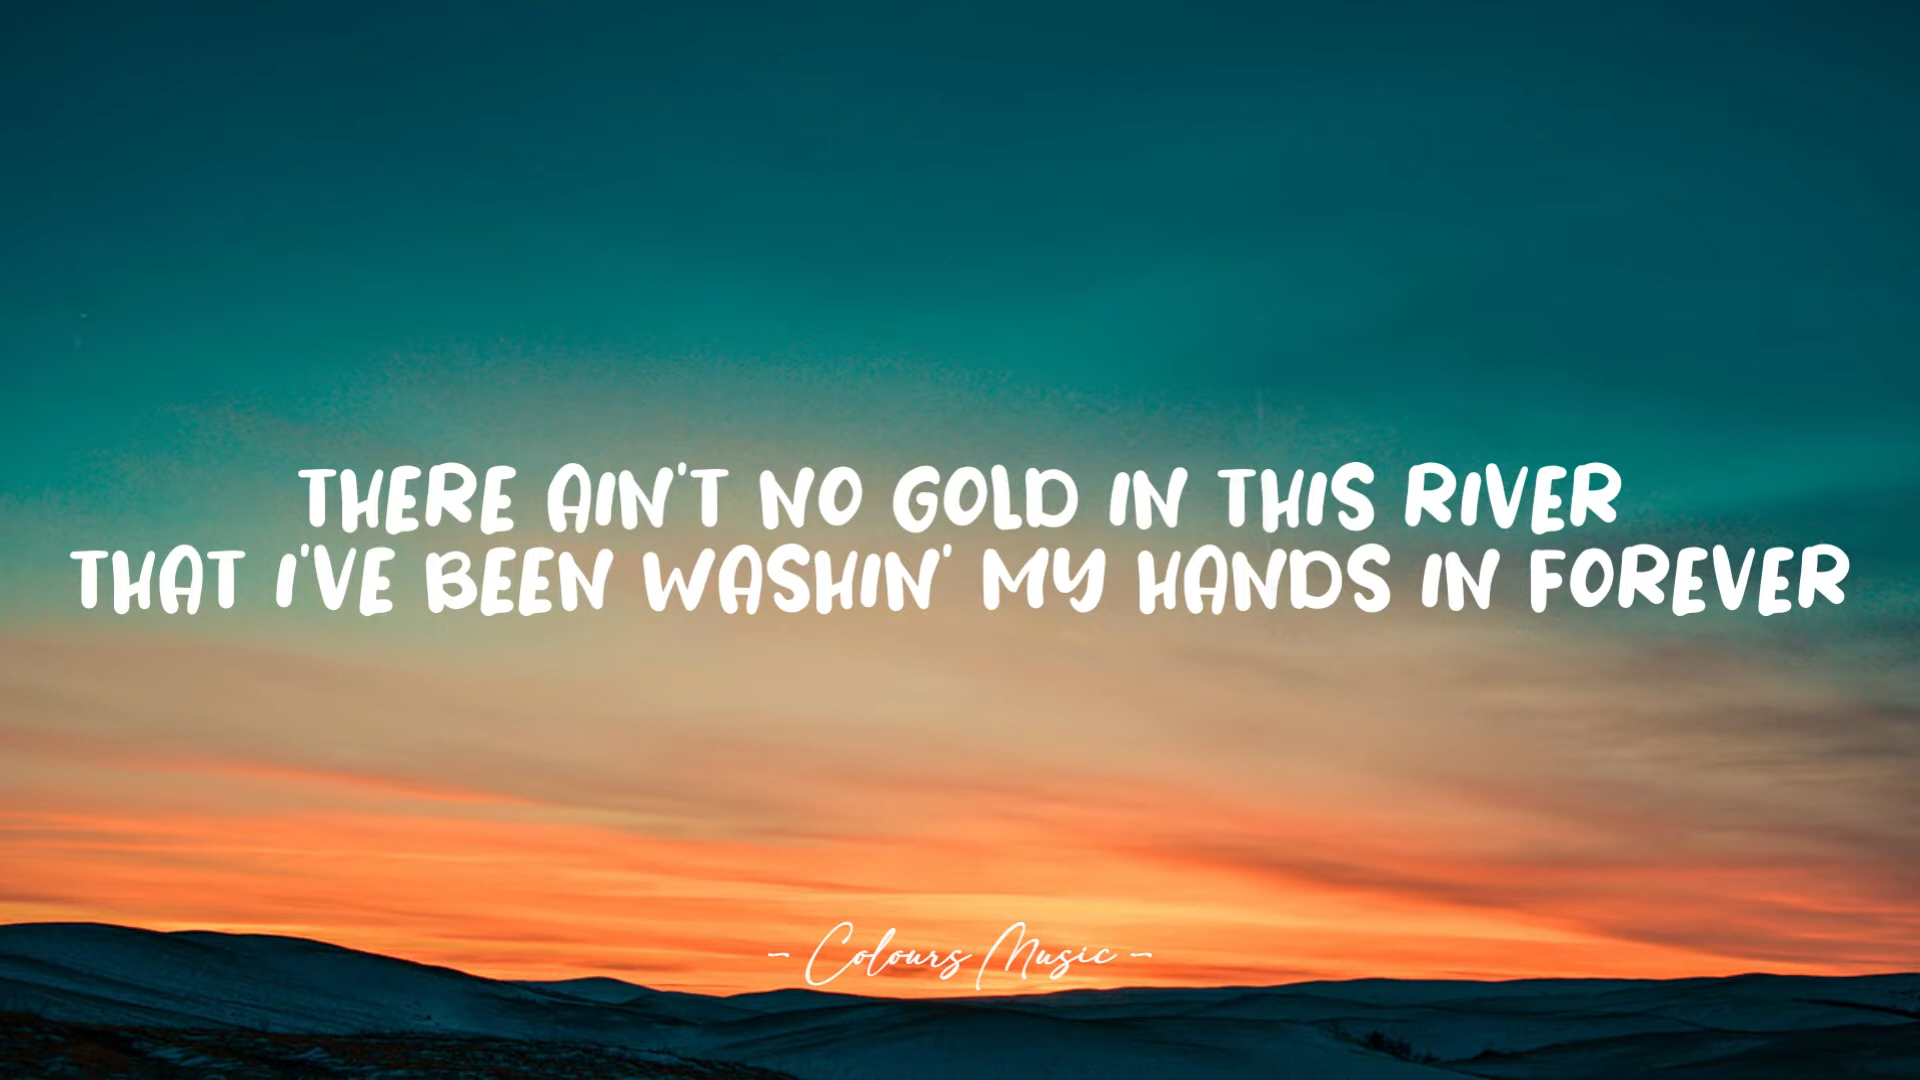 THERE AIN'T NO GOLD IN THIS RIVER
THAT I'VE BEEN WASHIN' MY HANDS IN FOREVER
- Colours Music -